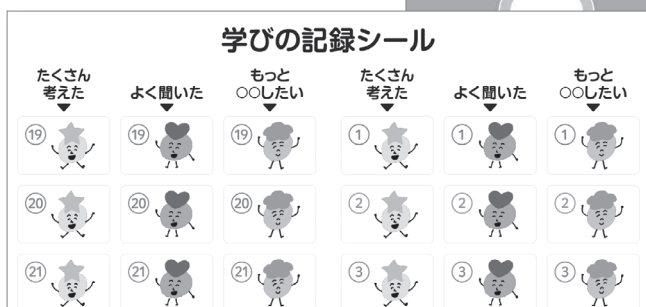 学びの記録シール
たくさん
考えた
よく聞いた
もっと
○○したい
たくさん
考えた
よく聞いた
もっと
○○したい
⑲ ⑲ ⑲ ① ① ①
⑳ ⑳ ⑳ ② ② ②
㉑ ㉑ ㉑ ③ ③ ③